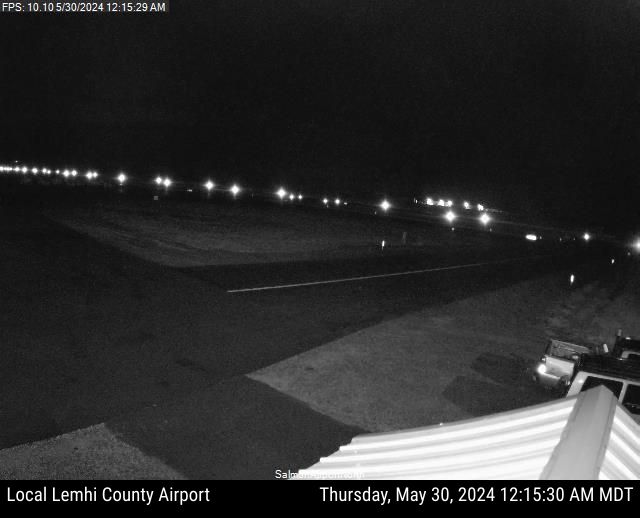 FPS: 10.10 5/30/2024 12:15:29 AM
Local Lemhi County Airport
Thursday, May 30, 2024 12:15:30 AM MDT